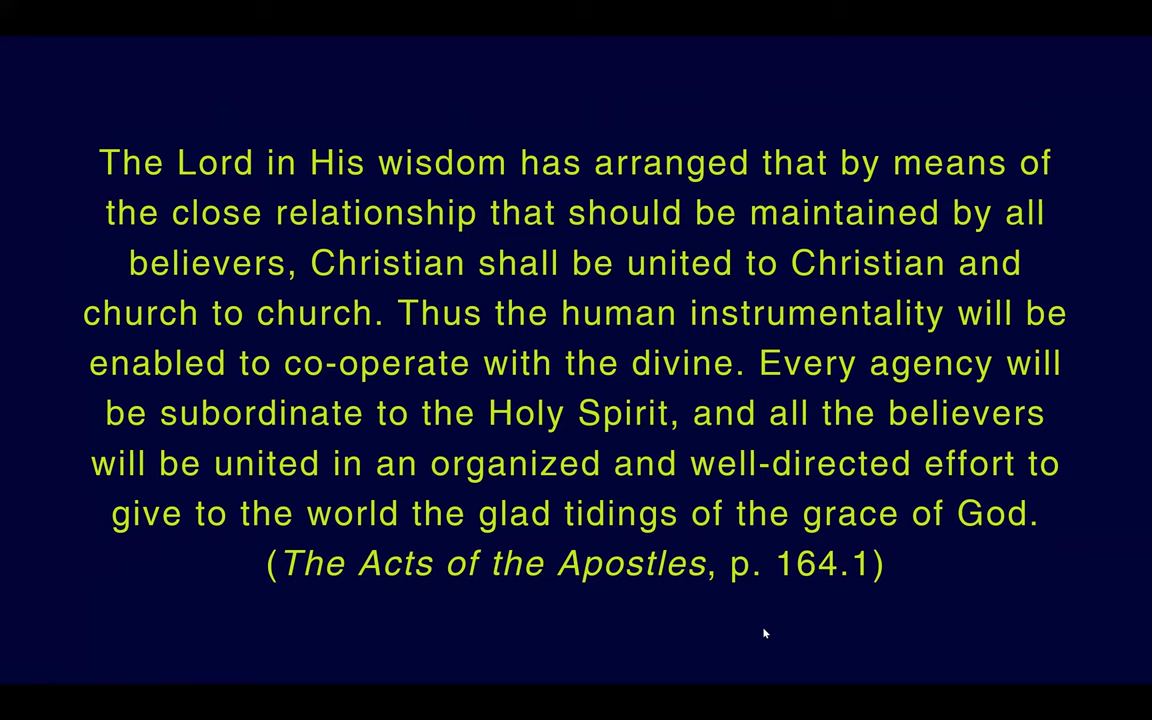 The Lord in His wisdom has arranged that by means of
the close relationship that should be maintained by all
believers, Christian shall be united to Christian and
church to church. Thus the human instrumentality will be
enabled to co-operate with the divine. Every agency will
be subordinate to the Holy Spirit, and all the believers
will be united in an organized and well-directed effort to
give to the world the glad tidings of the grace of God.
(The Acts of the Apostles, p. 164.1)